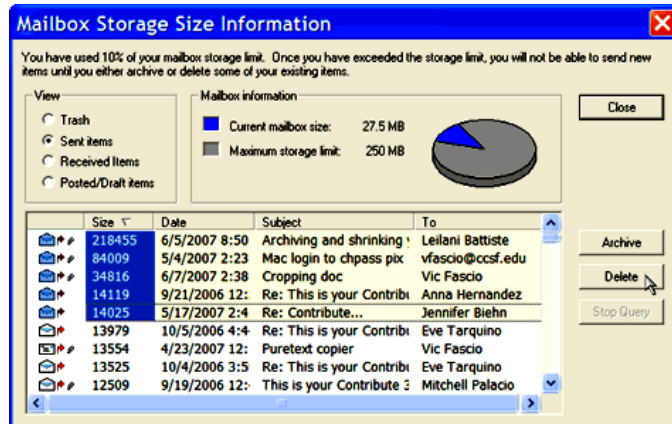 Mailbox Storage Size Information
You have used 10% of your mailbox storage limit. Once you have exceeded the storage limit, you will not be able to send new
items until you either archive or delete some of your existing items.
View
Trash
Sent items
Received Items
Posted/Draft items
Mailbox information
Current mailbox size: 27.5 MB
Maximum storage limit: 250 MB
Close
Size Date Subject To
218455 6/5/2007 8:50 Archiving and shrinking Leilani Battiste
84009 5/4/2007 2:23 Mac login to chpass pix vfascio@ccsf.edu
34816 6/7/2007 2:38 Cropping doc Vic Fascio
14119 9/21/2006 12: Re: This is your Contribu Anna Hernandez
14025 5/17/2007 2:4 Re: Contribute... Jennifer Biehn
13979 10/5/2006 4:4 Re: This is your Contribu Eve Tarquino
13554 4/23/2007 12: Puretext copier Vic Fascio
13525 10/4/2006 3:5 Re: This is your Contribu Eve Tarquino
12509 9/19/2006 12: This is your Contribute 3 Mitchell Palacio
Archive
Delete
Stop Query